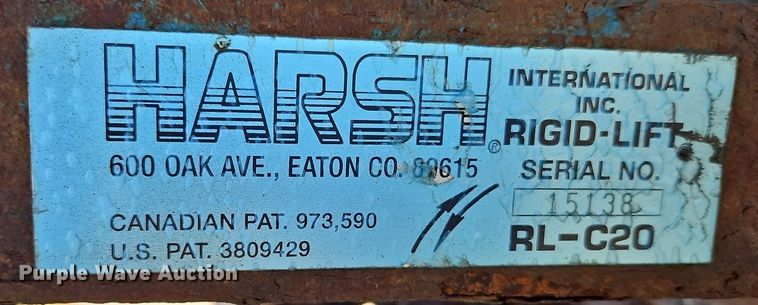 HARSH®
600 OAK AVE., EATON CO. 80615
CANADIAN PAT. 973,590
U.S. PAT. 3809429
INTERNATIONAL
INC.
RIGID-LIFT®
SERIAL NO.
15138
RL-C20
Purple Wave Auction